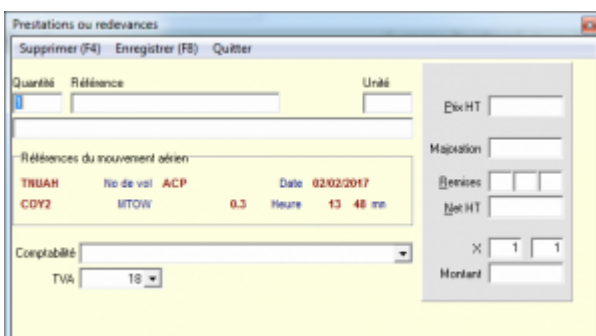 Prestations ou redevances
Supprimer (F4) Enregistrer (F8) Quitter
Quantité Référence Unité
1
Prix HT
Majoration
Références du mouvement aérien
TNUAH No de vol ACP Date 02/02/2017
Remises
COY2 MTOW 0.3 Heure 13 48 mn
Net HT
Comptabilité
X 1 1
TVA 18
Montant